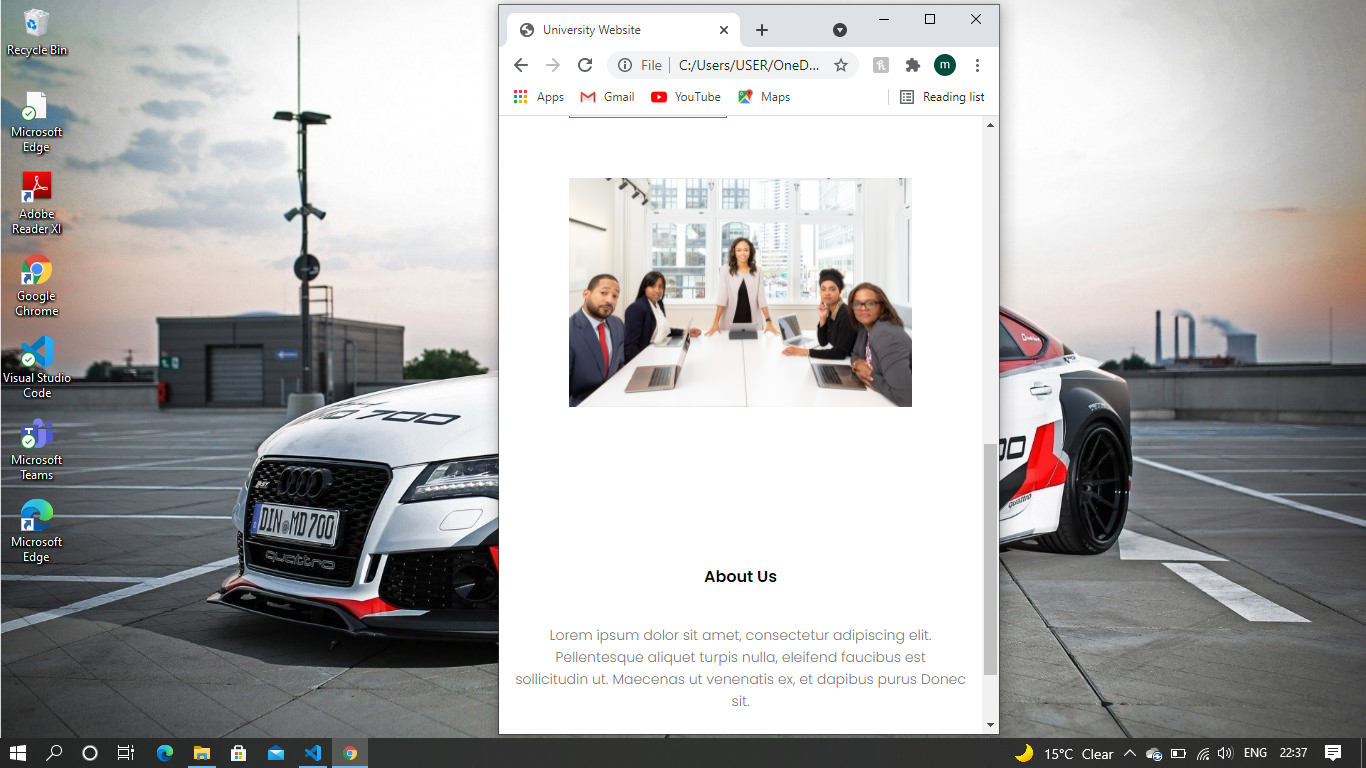 Recycle Bin
Microsoft
Edge
Adobe
Reader XI
Google
Chrome
Visual Studio
Code
Microsoft
Teams
Microsoft
Edge
University Website
File
C:/Users/USER/OneD...
m
Apps
Gmail
YouTube
Maps
Reading list
About Us
Lorem ipsum dolor sit amet, consectetur adipiscing elit.
Pellentesque aliquet turpis nulla, eleifend faucibus est
sollicitudin ut. Maecenas ut venenatis ex, et dapibus purus Donec
sit.
MD 700
DIN MD 700
quattro
quattro
15°C Clear
ENG
22:37